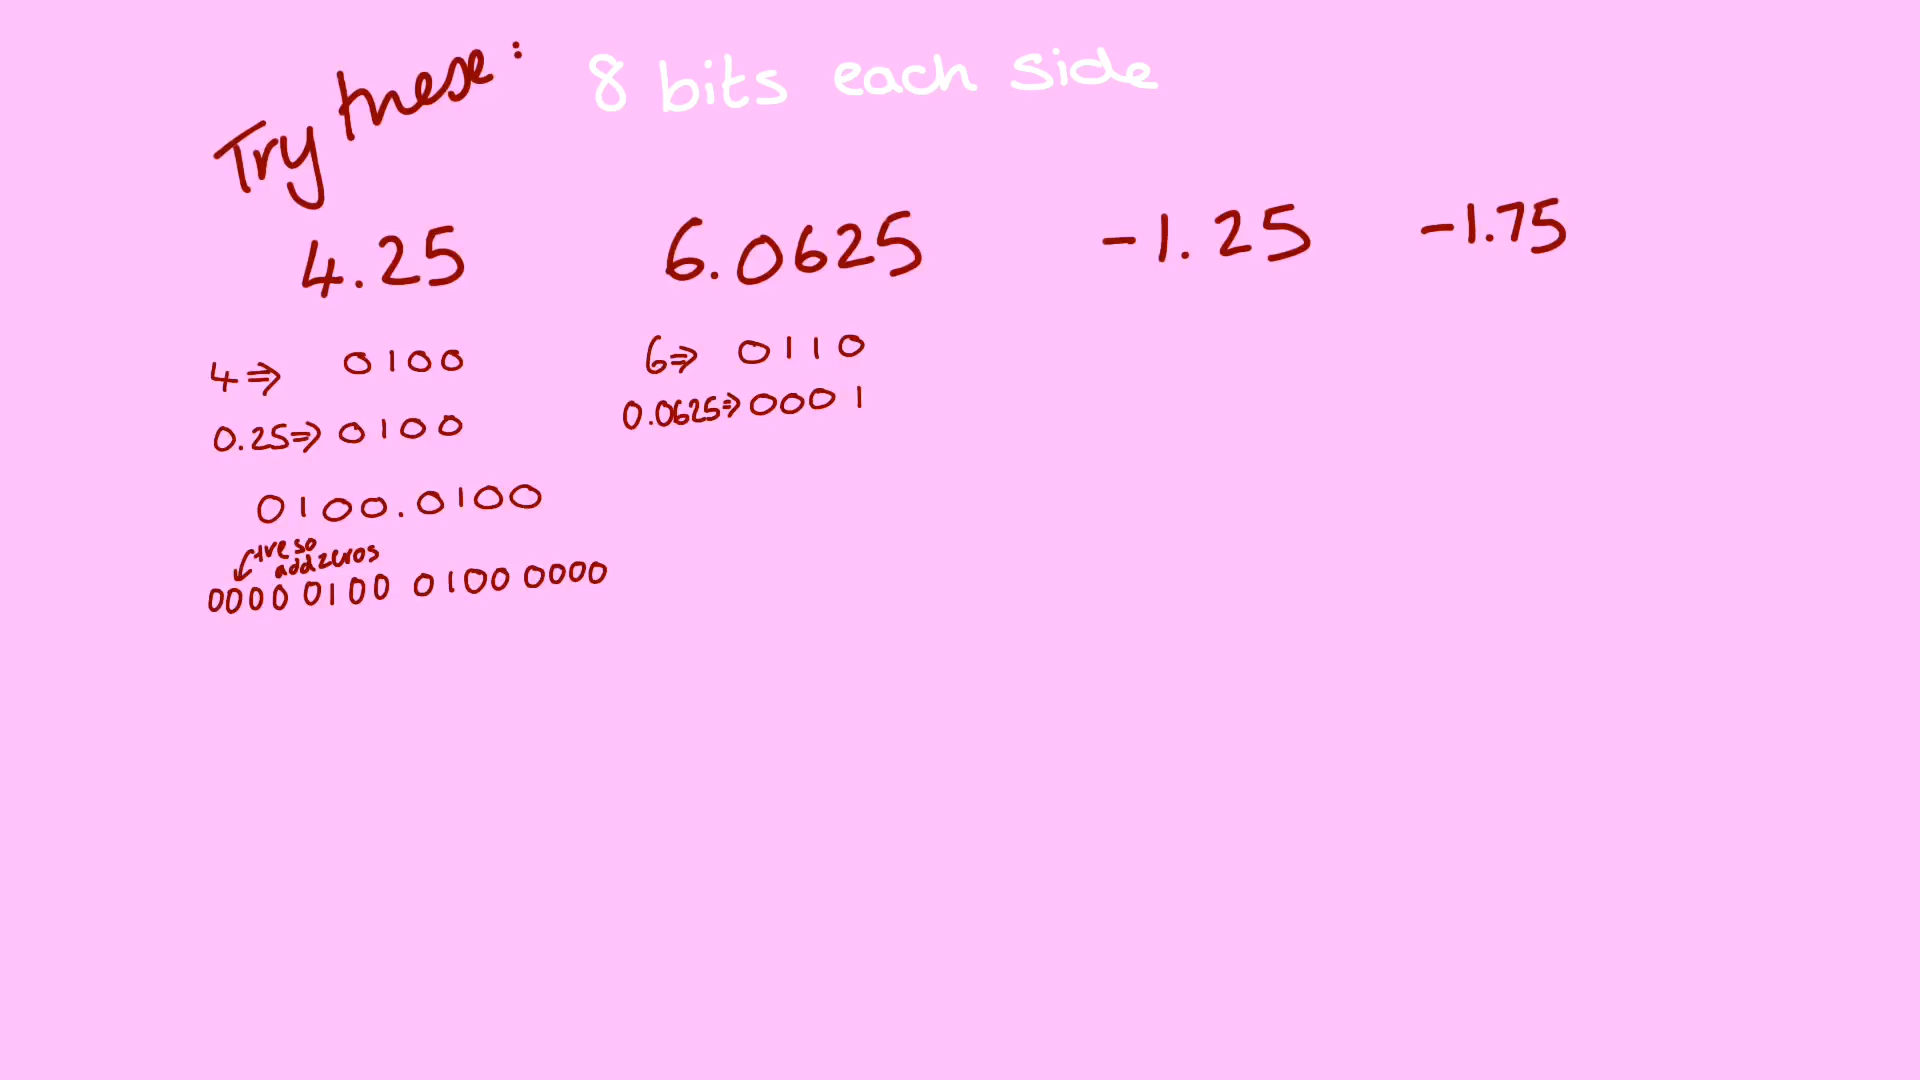 Try these: 8 bits each side
4.25 6.0625 -1.25 -1.75
4⇒ 0100
0.25⇒ 0100
0100.0100
+ve so
add zeros
0000 0100 0100 0000
6⇒ 0110
0.0625⇒ 0001